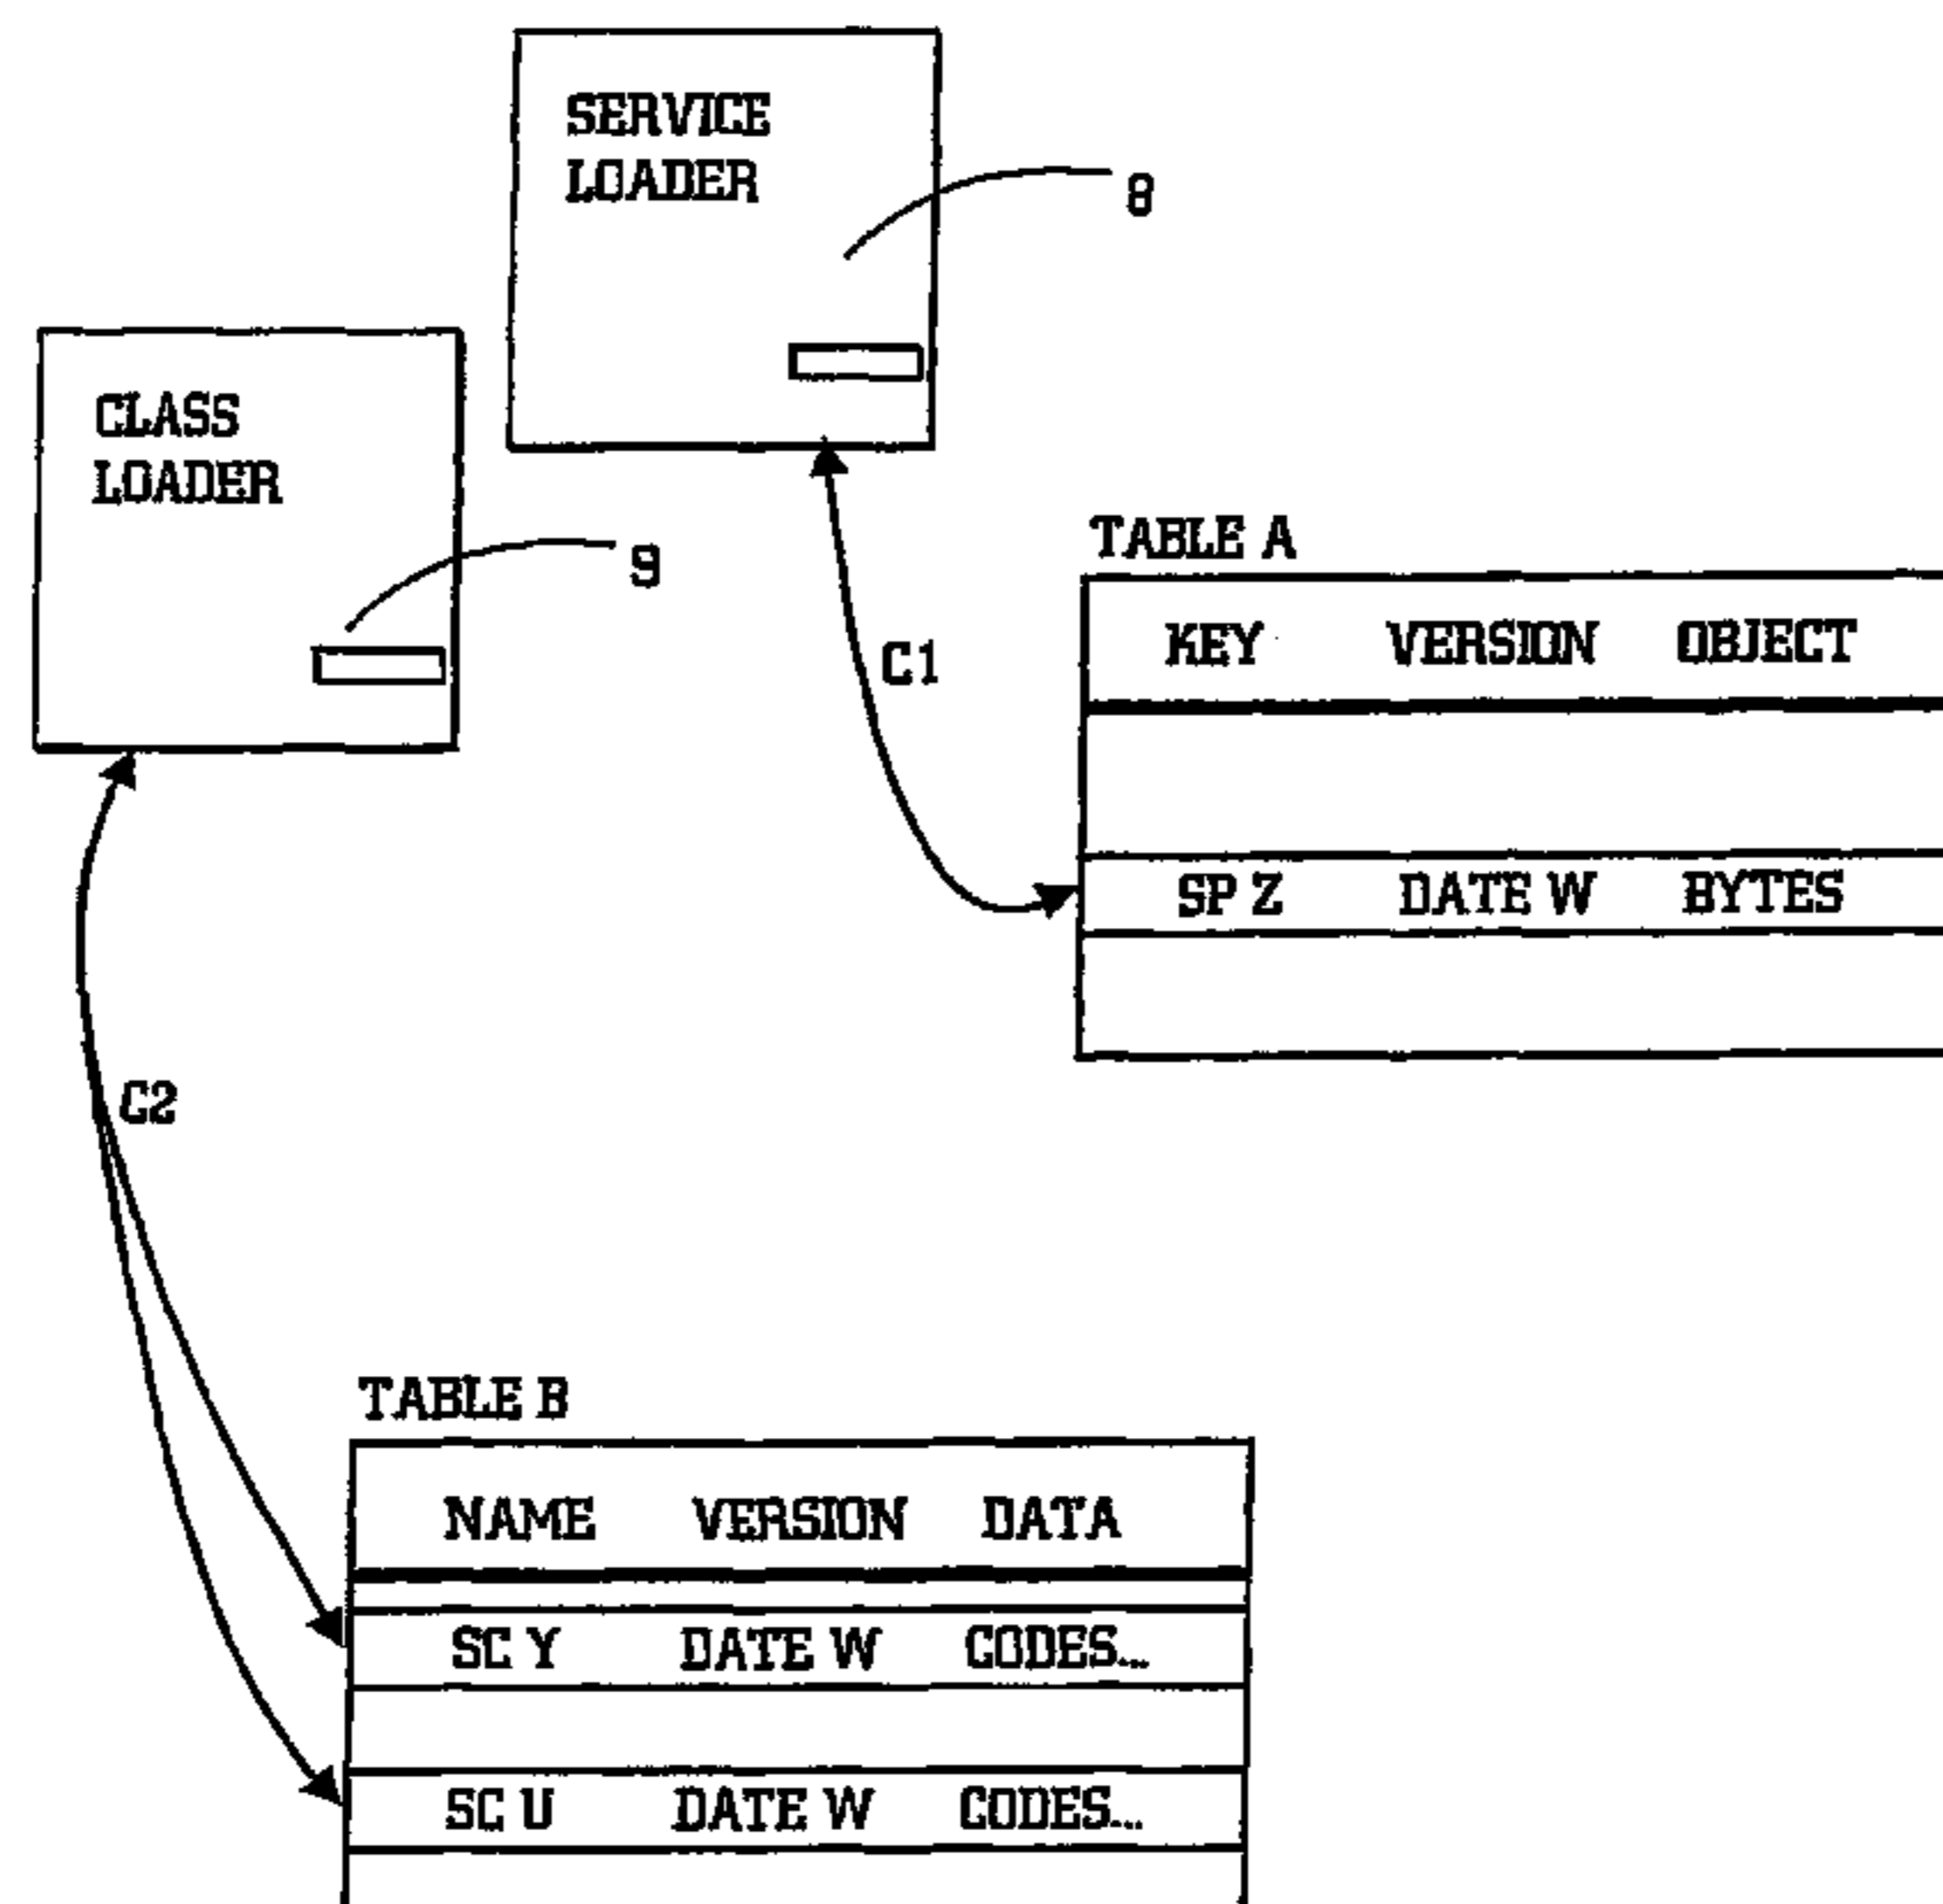 SERVICE
LOADER
8
CLASS
LOADER
9
TABLE A
KEY VERSION OBJECT
C1
SP Z DATE W BYTES
C2
TABLE B
NAME VERSION DATA
SC Y DATE W CODES...
SC U DATE W CODES...